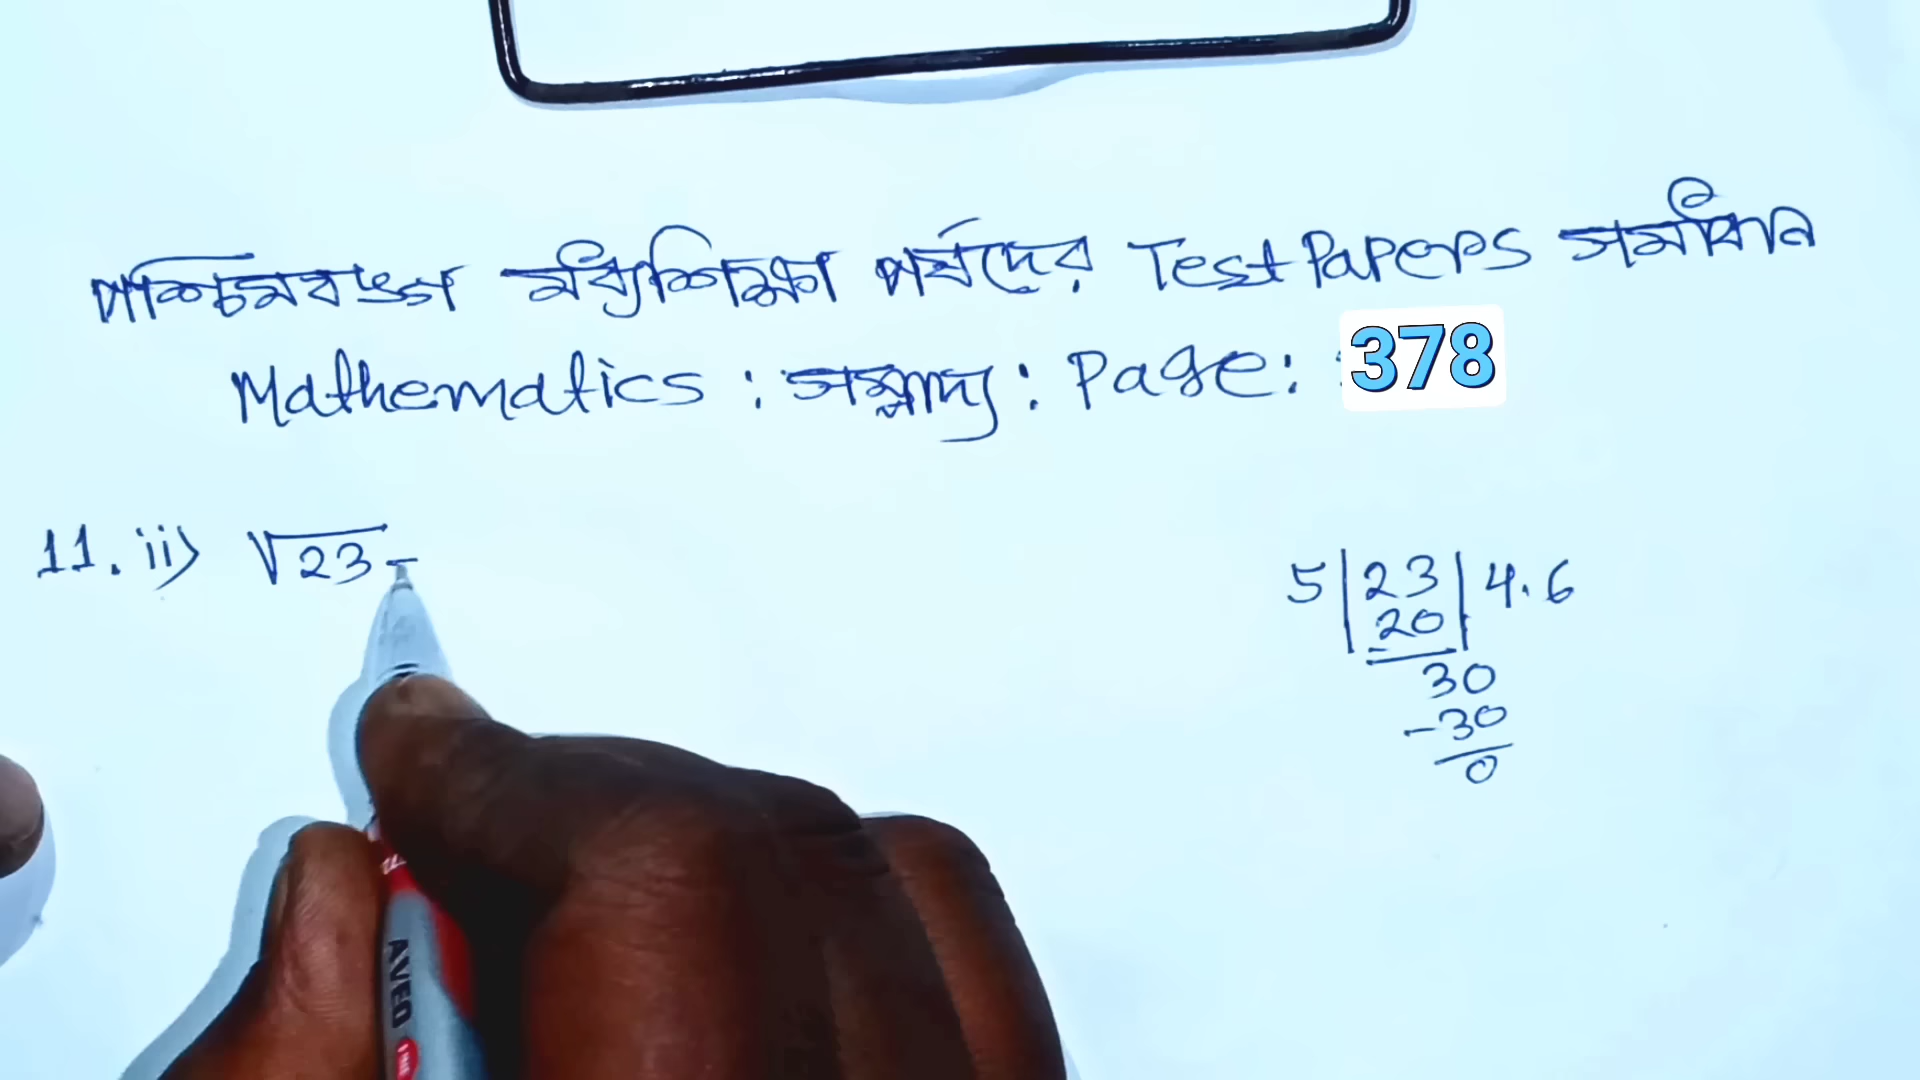 পশ্চিমবঙ্গ মধ্যশিক্ষা পর্ষদের Test Papers সমাধান
Mathematics : সম্পাদ্য : Page: 378
11. ii) √23 =
5 | 23 | 4.6
20
30
-30
0
AVEO